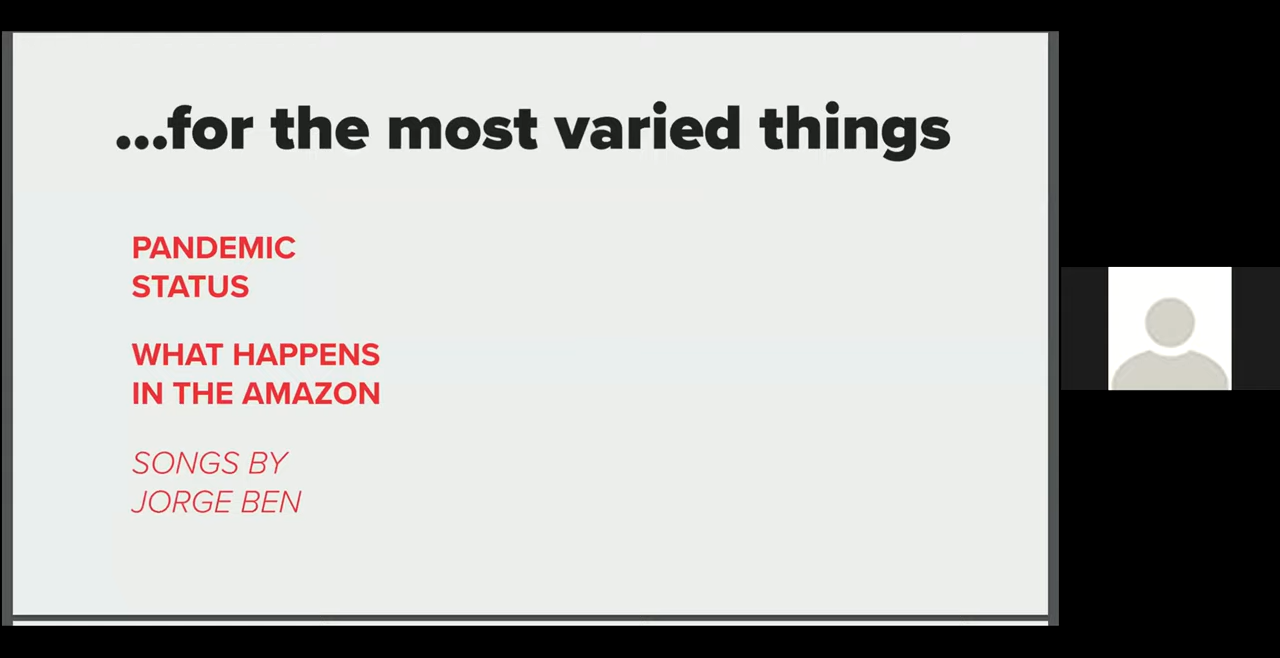 ...for the most varied things
PANDEMIC
STATUS
WHAT HAPPENS
IN THE AMAZON
SONGS BY
JORGE BEN